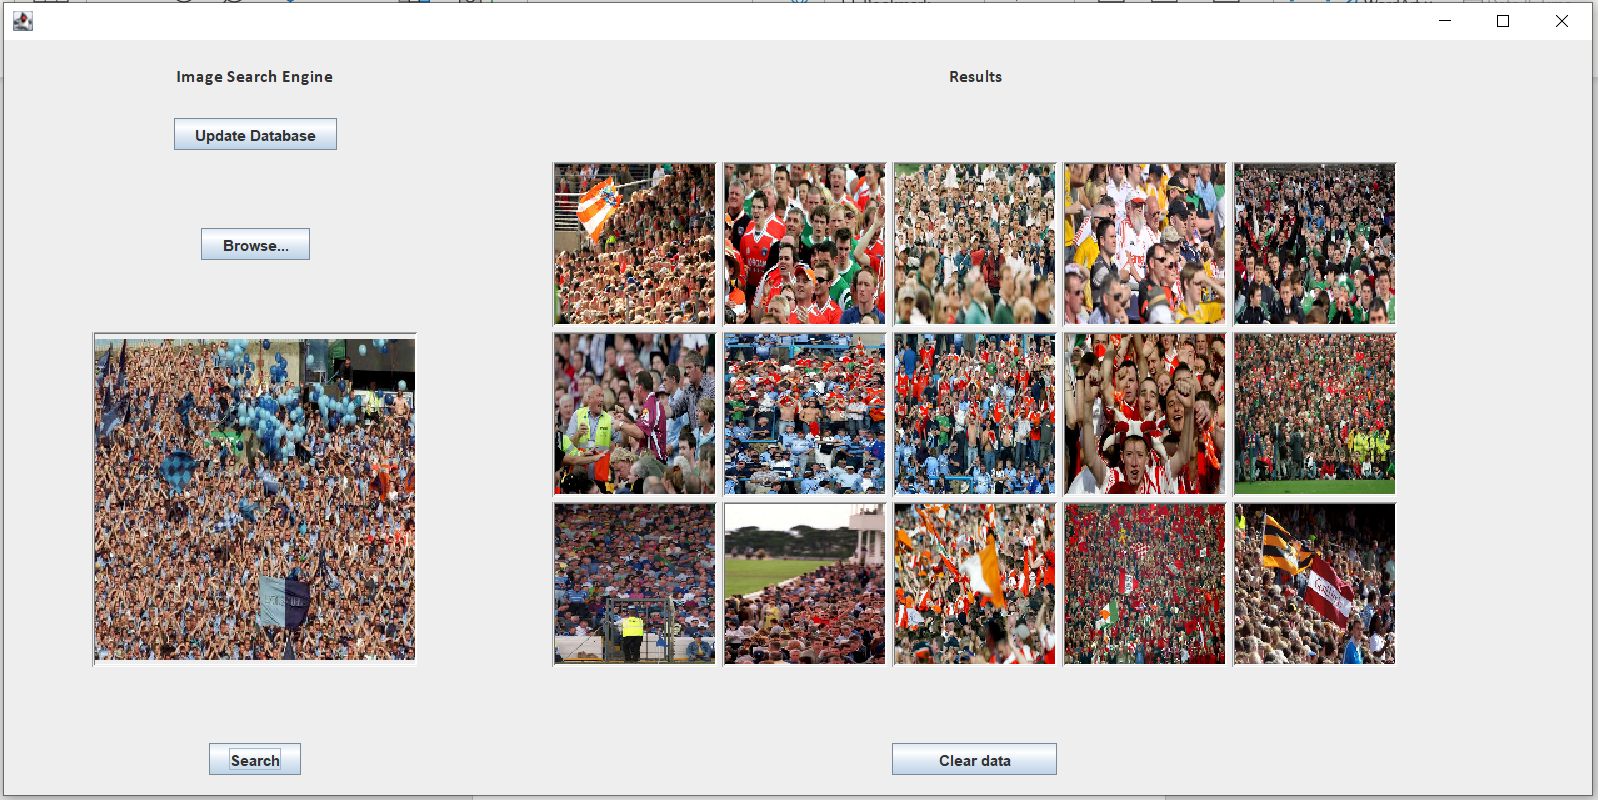 Image Search Engine
Results
Update Database
Browse...
Search
Clear data